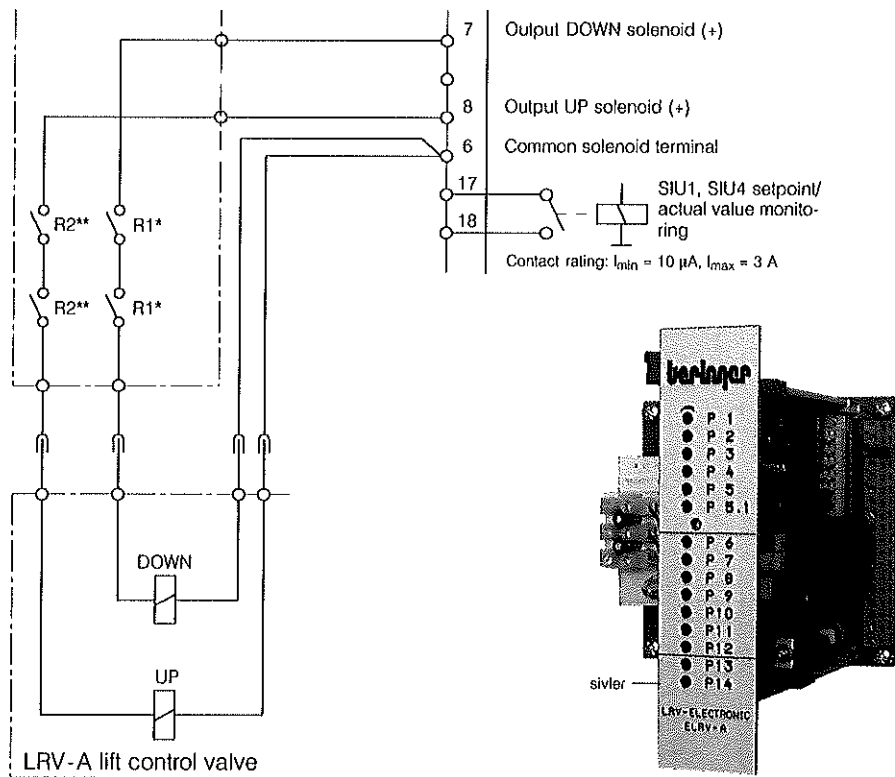 7 Output DOWN solenoid (+)
8 Output UP solenoid (+)
6 Common solenoid terminal
17
18
SIU1, SIU4 setpoint/
actual value monito-
ring
Contact rating: Imin = 10 µA, Imax = 3 A
R2** R1*
R2** R1*
DOWN
UP
LRV-A lift control valve
beringer
P 1
P 2
P 3
P 4
P 5
P 5.1
P 6
P 7
P 8
P 9
P10
P11
P12
P13
P14
sivler
LRV-ELECTRONIC
ELRV-A